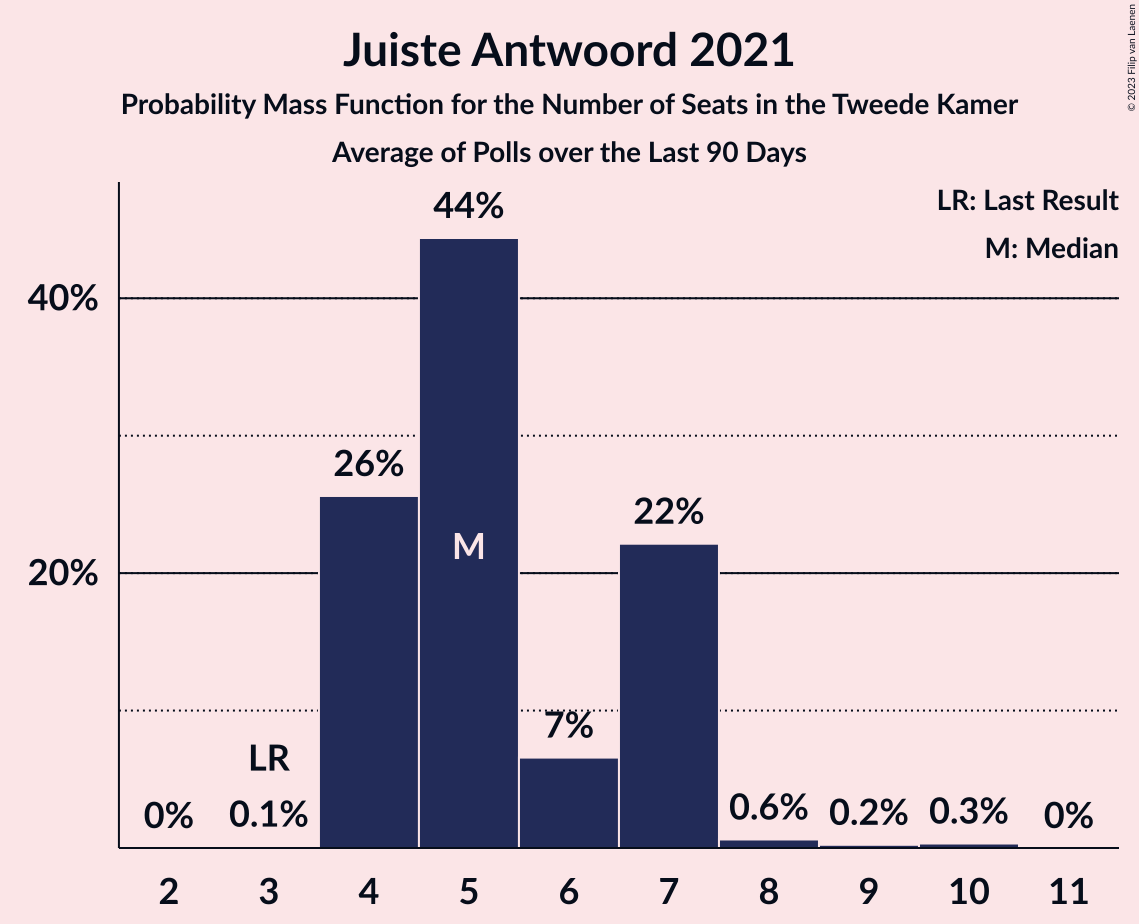 Juiste Antwoord 2021
Probability Mass Function for the Number of Seats in the Tweede Kamer
Average of Polls over the Last 90 Days
© 2023 Filip van Laenen
LR: Last Result
M: Median
44%
40%
26%
22%
M
20%
7%
LR
0% 0.1% 0.6% 0.2% 0.3% 0%
2 3 4 5 6 7 8 9 10 11